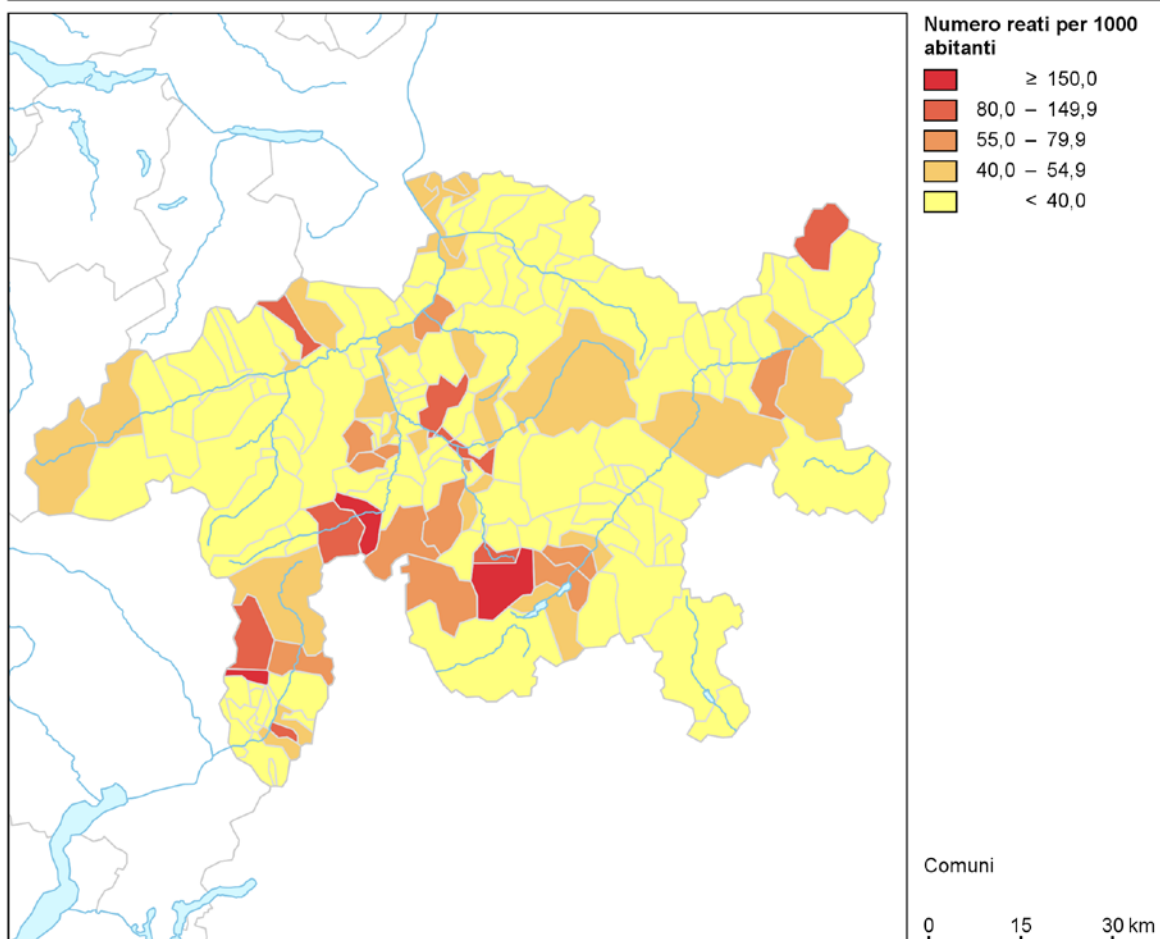 Numero reati per 1000
abitanti
≥ 150,0
80,0 – 149,9
55,0 – 79,9
40,0 – 54,9
< 40,0
Comuni
0 15 30 km